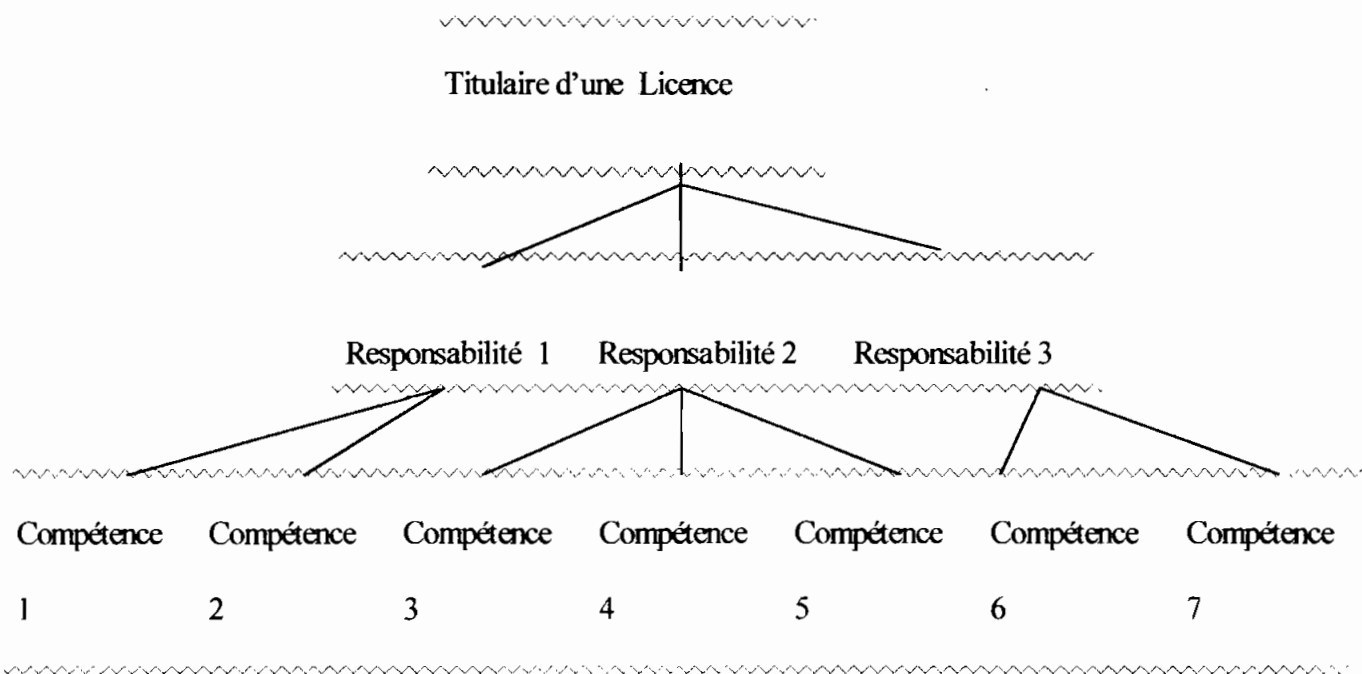 Titulaire d'une Licence
Responsabilité 1 Responsabilité 2 Responsabilité 3
Compétence Compétence Compétence Compétence Compétence Compétence Compétence
1 2 3 4 5 6 7